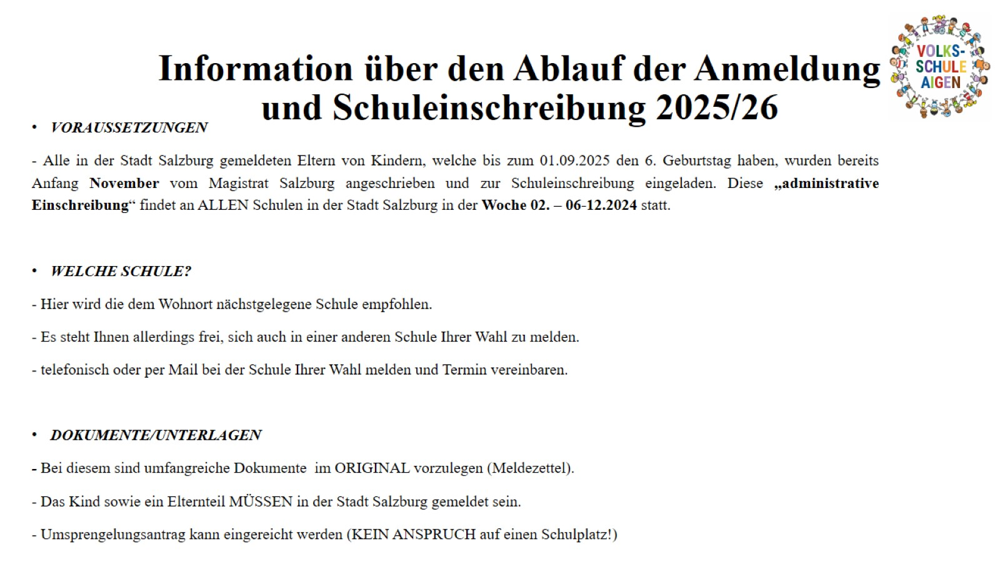 Information über den Ablauf der Anmeldung
und Schuleinschreibung 2025/26
VOLKS-
SCHULE
AIGEN
• VORAUSSETZUNGEN
- Alle in der Stadt Salzburg gemeldeten Eltern von Kindern, welche bis zum 01.09.2025 den 6. Geburtstag haben, wurden bereits
Anfang November vom Magistrat Salzburg angeschrieben und zur Schuleinschreibung eingeladen. Diese „administrative
Einschreibung“ findet an ALLEN Schulen in der Stadt Salzburg in der Woche 02. – 06-12.2024 statt.
• WELCHE SCHULE?
- Hier wird die dem Wohnort nächstgelegene Schule empfohlen.
- Es steht Ihnen allerdings frei, sich auch in einer anderen Schule Ihrer Wahl zu melden.
- telefonisch oder per Mail bei der Schule Ihrer Wahl melden und Termin vereinbaren.
• DOKUMENTE/UNTERLAGEN
- Bei diesem sind umfangreiche Dokumente  im ORIGINAL vorzulegen (Meldezettel).
- Das Kind sowie ein Elternteil MÜSSEN in der Stadt Salzburg gemeldet sein.
- Umsprengelungsantrag kann eingereicht werden (KEIN ANSPRUCH auf einen Schulplatz!)